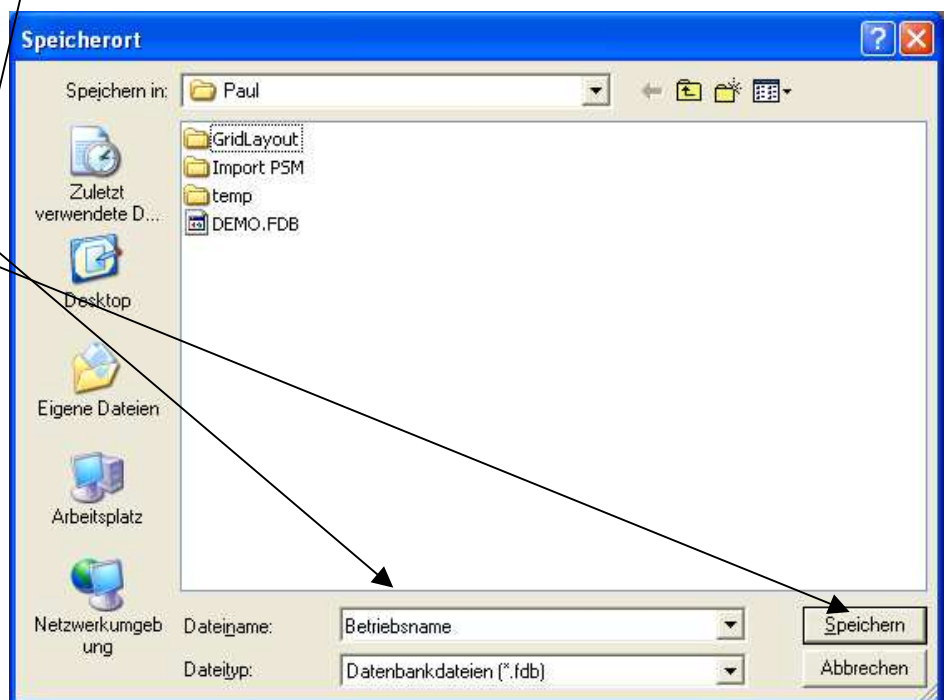 Speicherort
Speichern in: Paul
GridLayout
Import PSM
temp
DEMO.FDB
Zuletzt
verwendete D...
Desktop
Eigene Dateien
Arbeitsplatz
Netzwerkumgeb
ung
Dateiname: Betriebsname Speichern
Dateityp: Datenbankdateien (*.fdb) Abbrechen